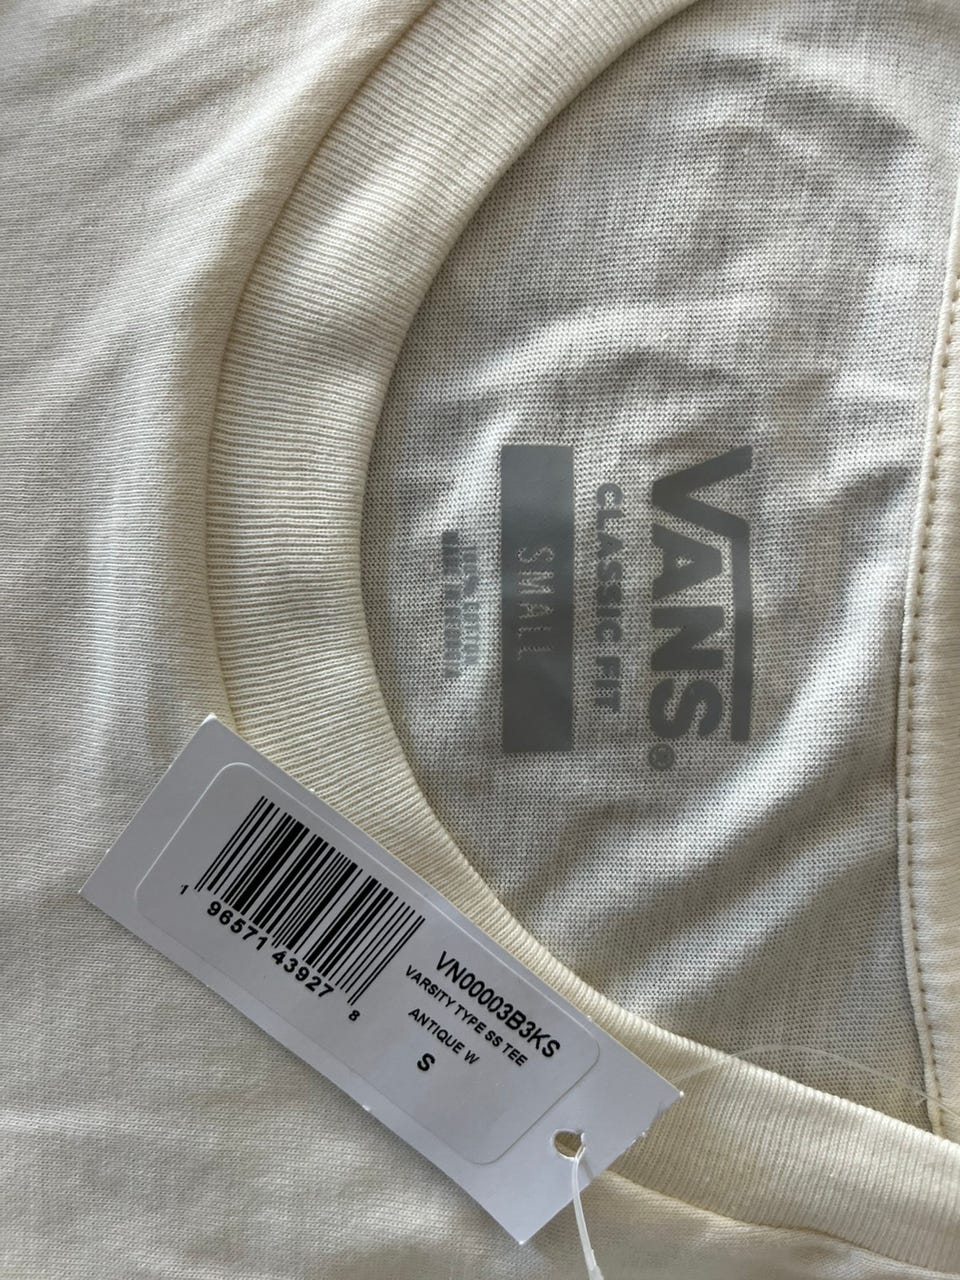 VANS®
CLASSIC FIT
SMALL
1 96571 43927 8
VN00003B3KS
VARSITY TYPE SS TEE
ANTIQUE W
S